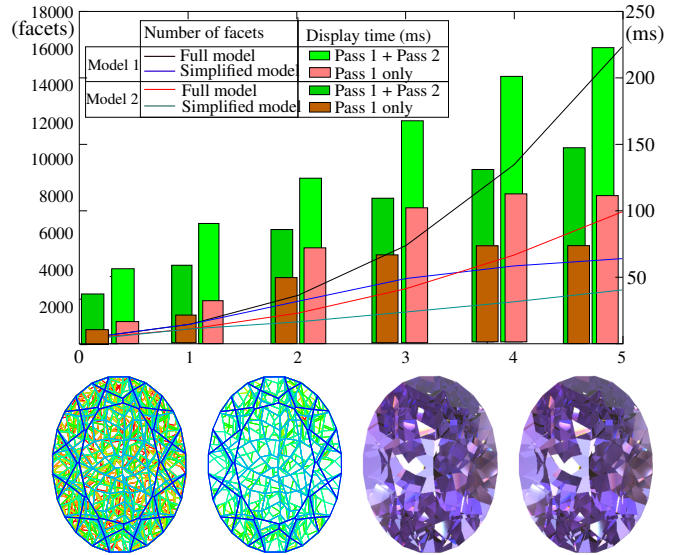 18000
(facets)
16000
14000
12000
10000
8000
6000
4000
2000
Number of facets Display time (ms)
Model 1 Full model Pass 1 + Pass 2
Simplified model Pass 1 only
Model 2 Full model Pass 1 + Pass 2
Simplified model Pass 1 only
250
(ms)
200
150
100
50
0 1 2 3 4 5